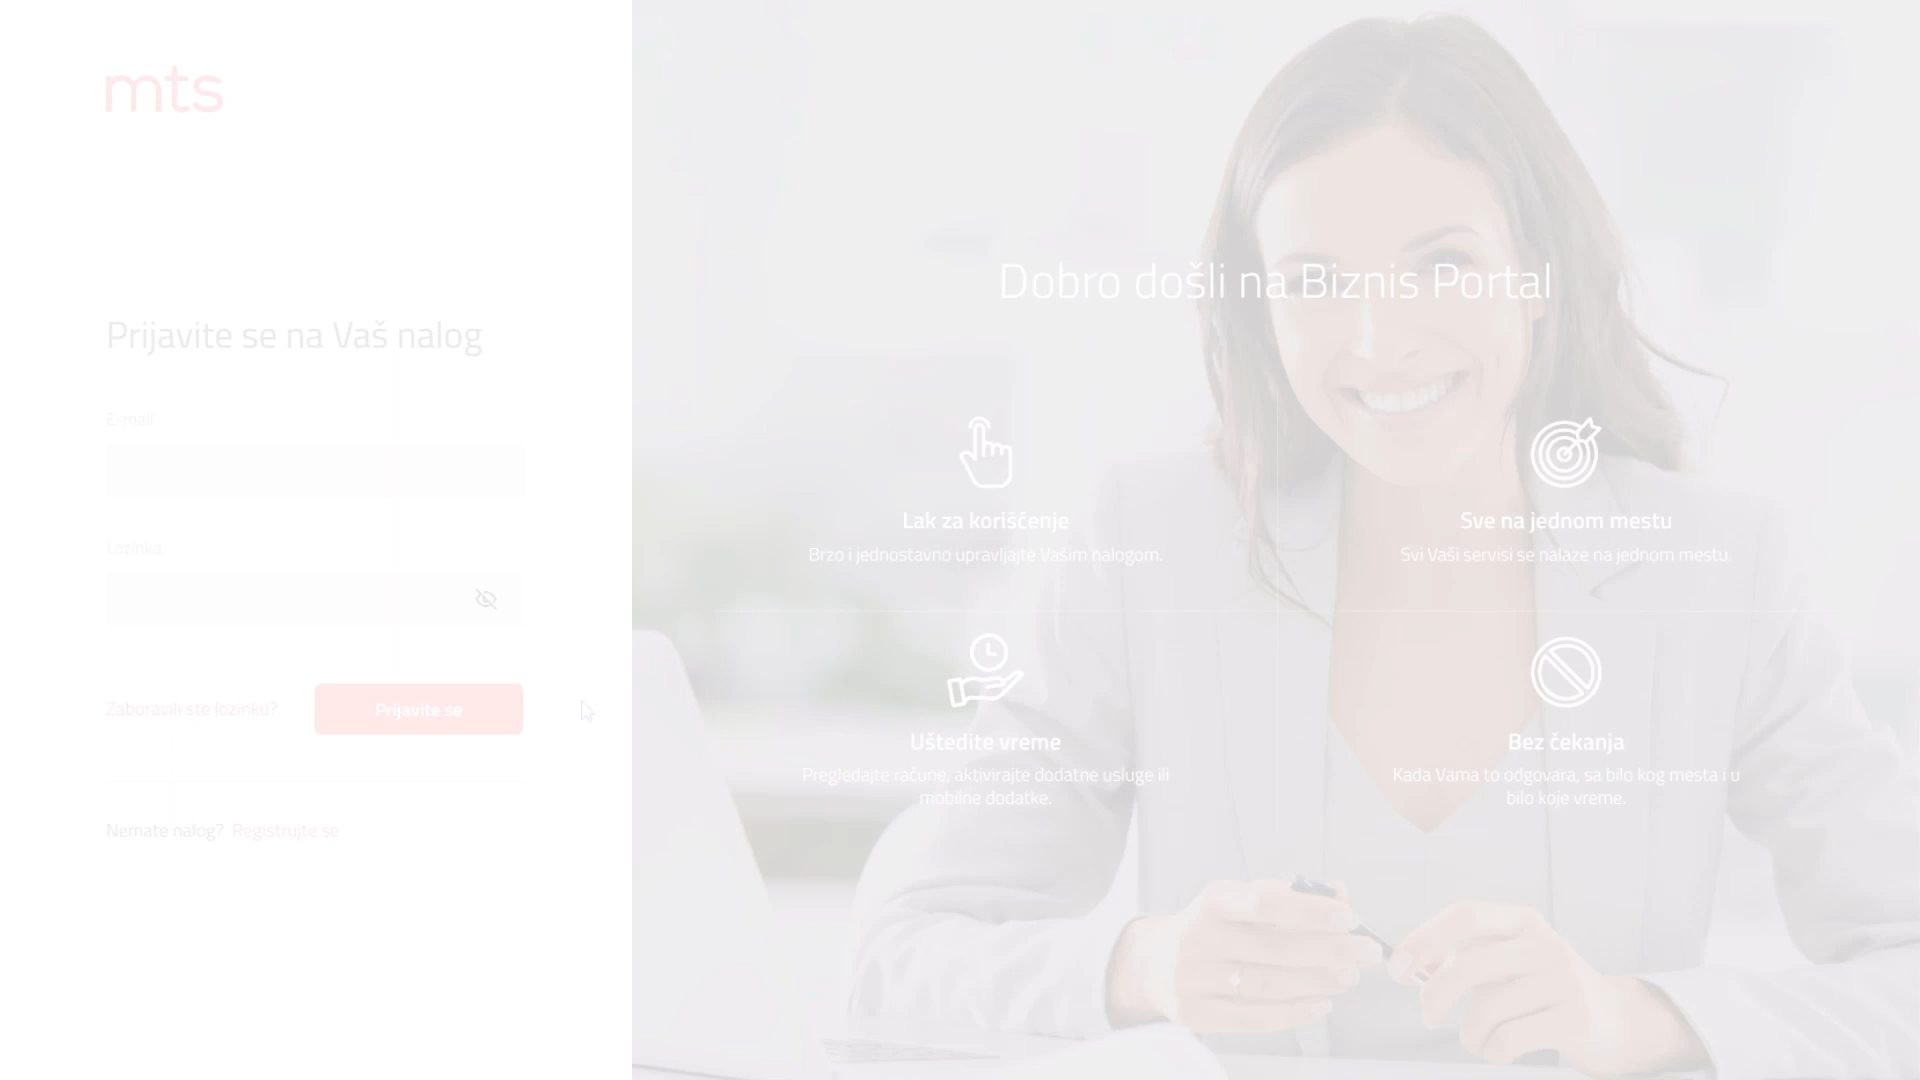 mts
Prijavite se na Vaš nalog
E-mail
Lozinka
Zaboravili ste lozinku?
Prijavite se
Nemate nalog? Registrujte se
Dobro došli na Biznis Portal
Lak za korišćenje
Brzo i jednostavno upravljajte Vašim nalogom.
Sve na jednom mestu
Svi Vaši servisi se nalaze na jednom mestu.
Uštedite vreme
Pregledajte račune, aktivirajte dodatne usluge ili
mobilne dodatke.
Bez čekanja
Kada Vama to odgovara, sa bilo kog mesta i u
bilo koje vreme.